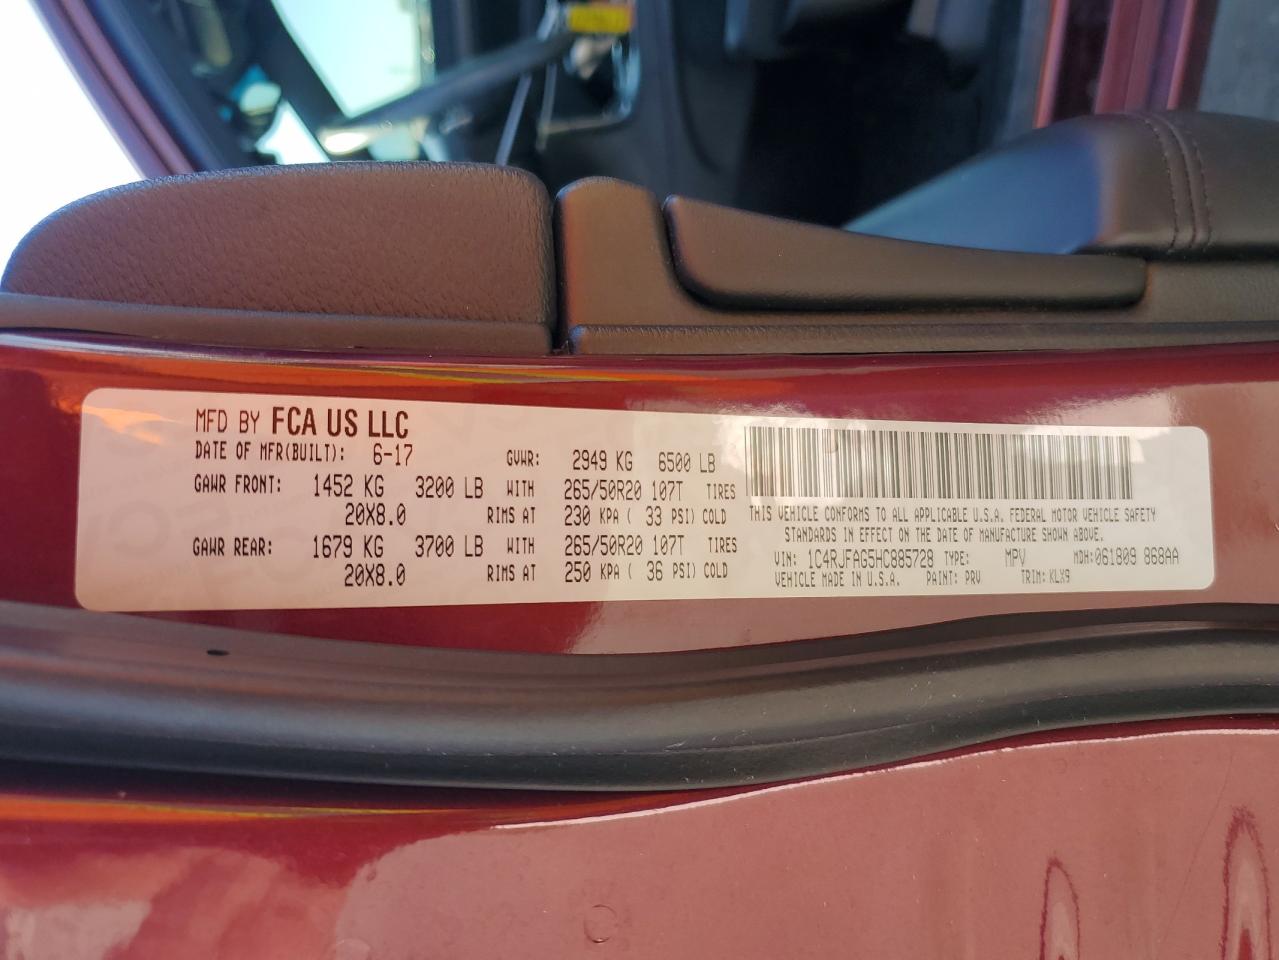 MFD BY FCA US LLC
DATE OF MFR(BUILT): 6-17 GVWR: 2949 KG 6500 LB
GAWR FRONT: 1452 KG 3200 LB WITH 265/50R20 107T TIRES
20X8.0 RIMS AT 230 KPA ( 33 PSI) COLD
GAWR REAR: 1679 KG 3700 LB WITH 265/50R20 107T TIRES
20X8.0 RIMS AT 250 KPA ( 36 PSI) COLD
THIS VEHICLE CONFORMS TO ALL APPLICABLE U.S.A. FEDERAL MOTOR VEHICLE SAFETY
STANDARDS IN EFFECT ON THE DATE OF MANUFACTURE SHOWN ABOVE.
VIN: 1C4RJFAG5HC885728 TYPE: MPV MDH: 061809 868AA
VEHICLE MADE IN U.S.A. PAINT: PRV TRIM: KLX9